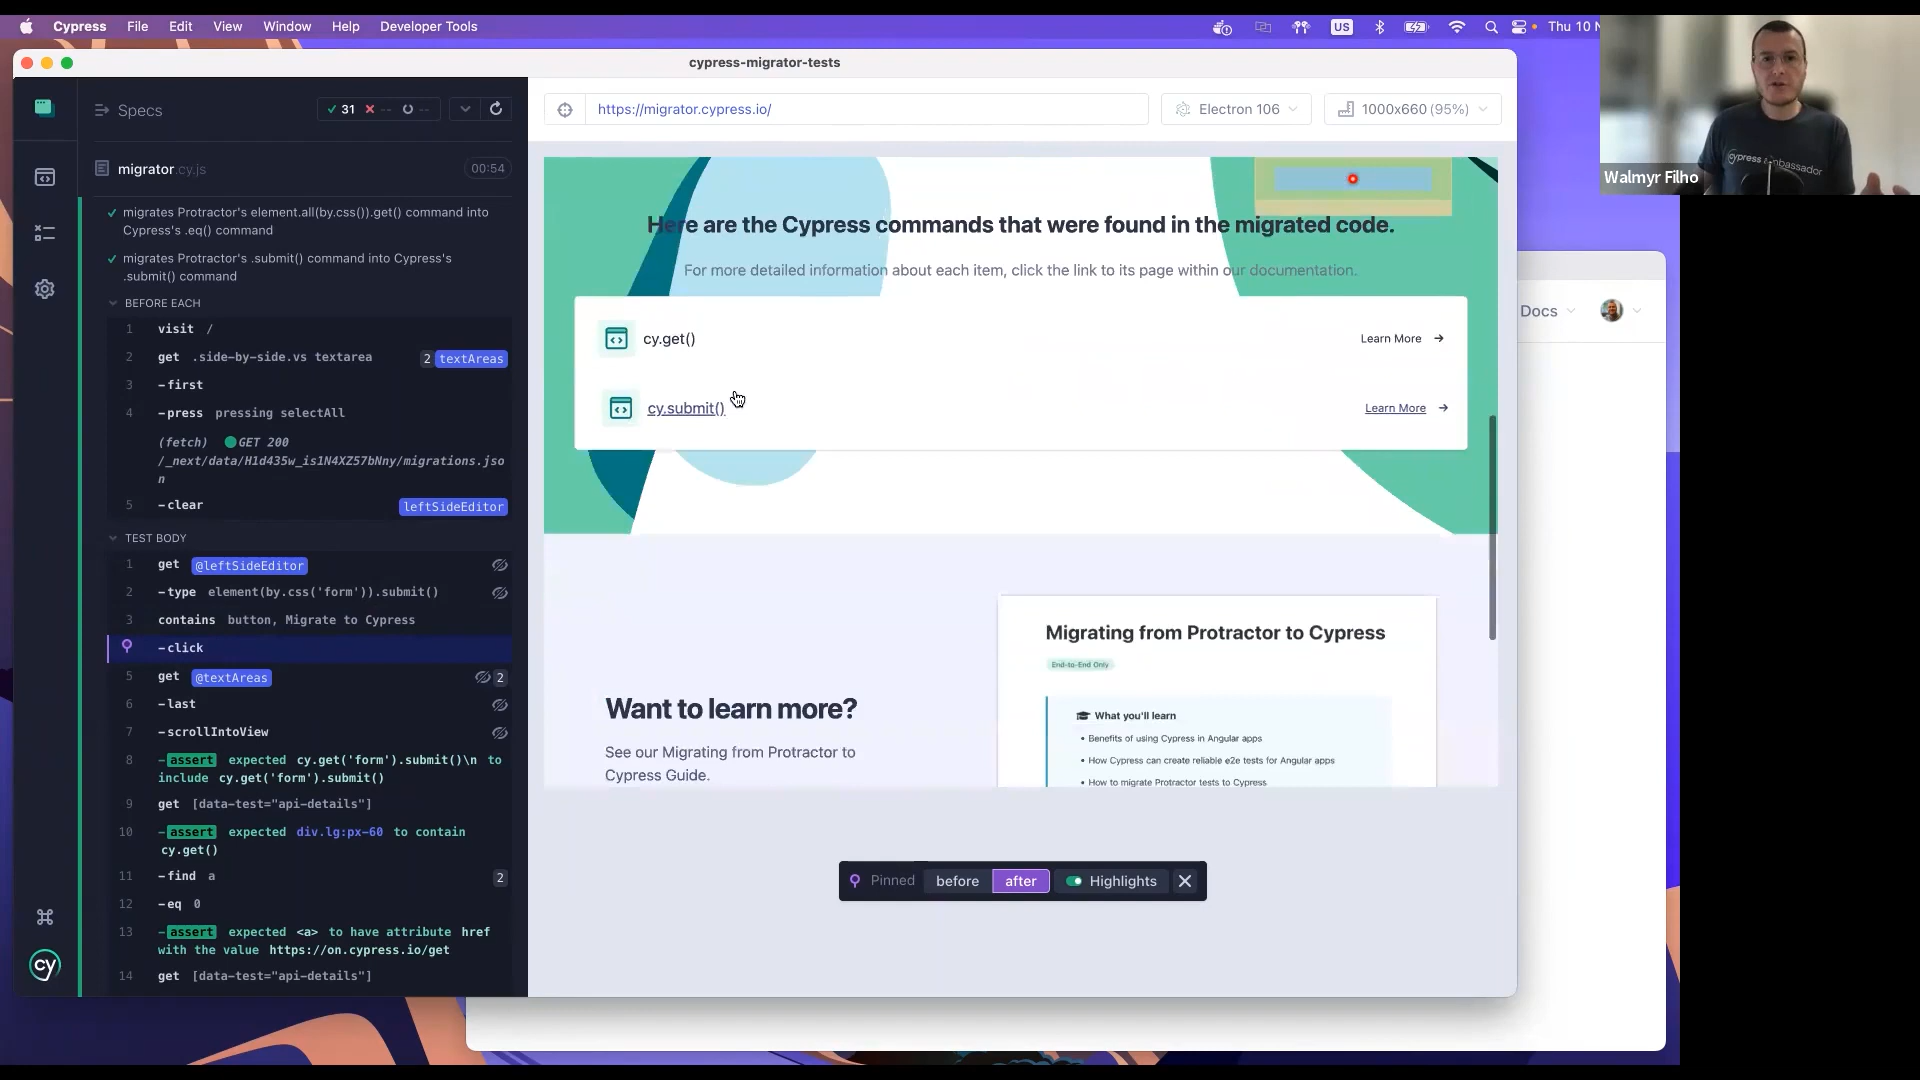 Cypress File Edit View Window Help Developer Tools
US
Thu 10 N
cypress-migrator-tests
Specs
31 -- --
migrator.cy.js
00:54
migrates Protractor's element.all(by.css()).get() command into
Cypress's .eq() command
migrates Protractor's .submit() command into Cypress's
.submit() command
BEFORE EACH
1 visit /
2 get .side-by-side.vs textarea 2 textAreas
3 -first
4 -press pressing selectAll
(fetch) GET 200
/_next/data/H1d435w_is1N4XZ57bNny/migrations.jso
n
5 -clear leftSideEditor
TEST BODY
1 get @leftSideEditor
2 -type element(by.css('form')).submit()
3 contains button, Migrate to Cypress
-click
5 get @textAreas 2
6 -last
7 -scrollIntoView
8 -assert expected cy.get('form').submit()\n to
include cy.get('form').submit()
9 get [data-test="api-details"]
10 -assert expected div.lg:px-60 to contain
cy.get()
11 -find a 2
12 -eq 0
13 -assert expected <a> to have attribute href
with the value https://on.cypress.io/get
14 get [data-test="api-details"]
cy
https://migrator.cypress.io/
Electron 106
1000x660 (95%)
Here are the Cypress commands that were found in the migrated code.
For more detailed information about each item, click the link to its page within our documentation.
cy.get() Learn More
cy.submit() Learn More
Want to learn more?
See our Migrating from Protractor to
Cypress Guide.
Migrating from Protractor to Cypress
End-to-End Only
What you'll learn
• Benefits of using Cypress in Angular apps
• How Cypress can create reliable e2e tests for Angular apps
• How to migrate Protractor tests to Cypress
Pinned before after Highlights
Docs
Walmyr Filho